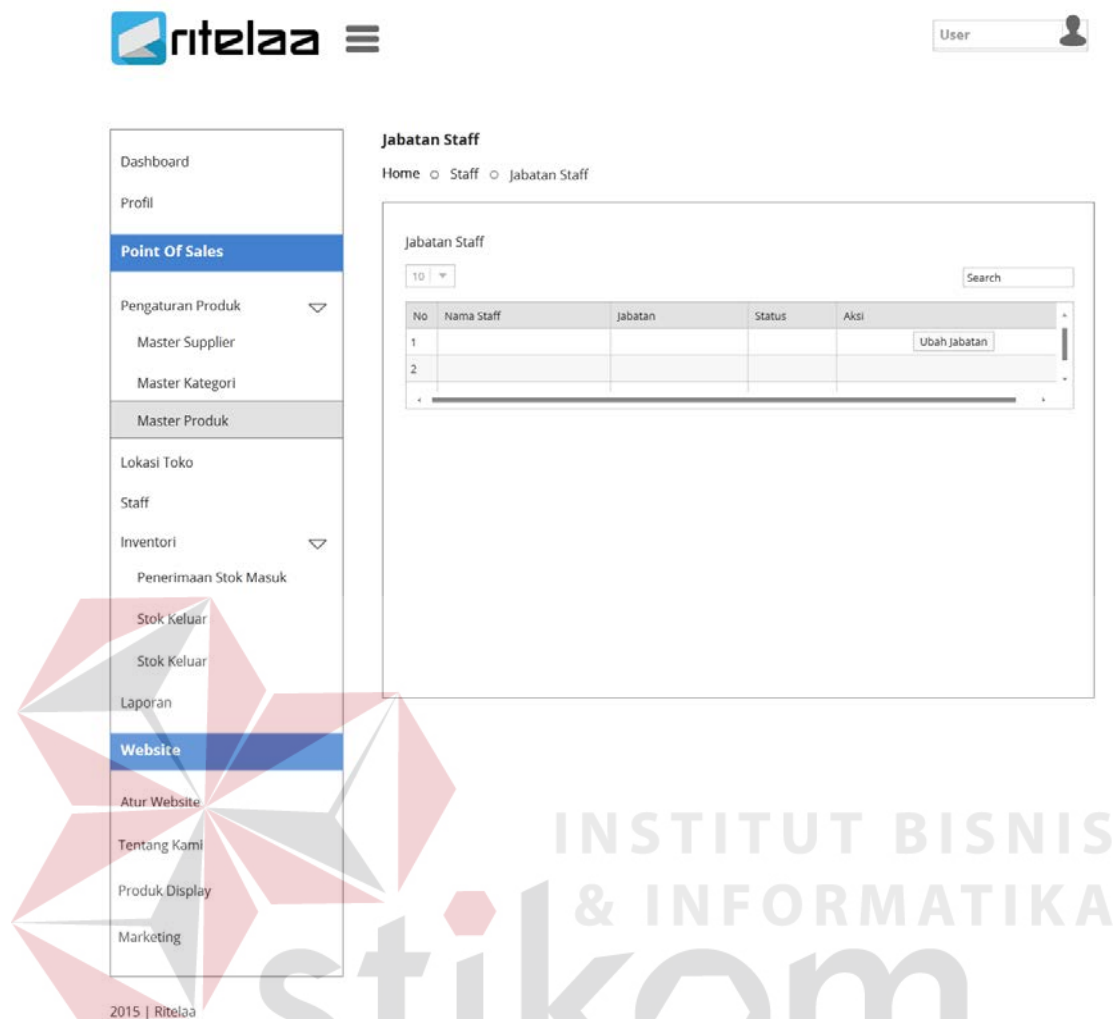 ritelaa
User
Dashboard
Profil
Point Of Sales
Pengaturan Produk
Master Supplier
Master Kategori
Master Produk
Lokasi Toko
Staff
Inventori
Penerimaan Stok Masuk
Stok Keluar
Stok Keluar
Laporan
Website
Atur Website
Tentang Kami
Produk Display
Marketing
2015 | Ritelaa
Jabatan Staff
Home Staff Jabatan Staff
Jabatan Staff
10
Search
No Nama Staff Jabatan Status Aksi
1 Ubah Jabatan
2
INSTITUT BISNIS
& INFORMATIKA
stikom